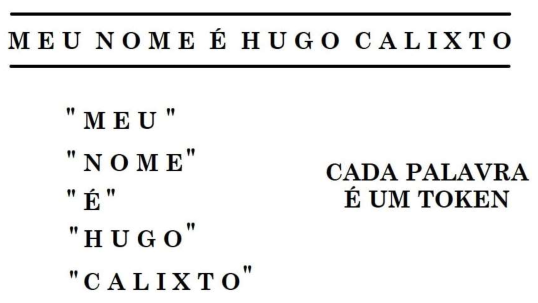 MEU NOME É HUGO CALIXTO
"MEU"
"NOME"
"É"
"HUGO"
"CALIXTO"
CADA PALAVRA
É UM TOKEN